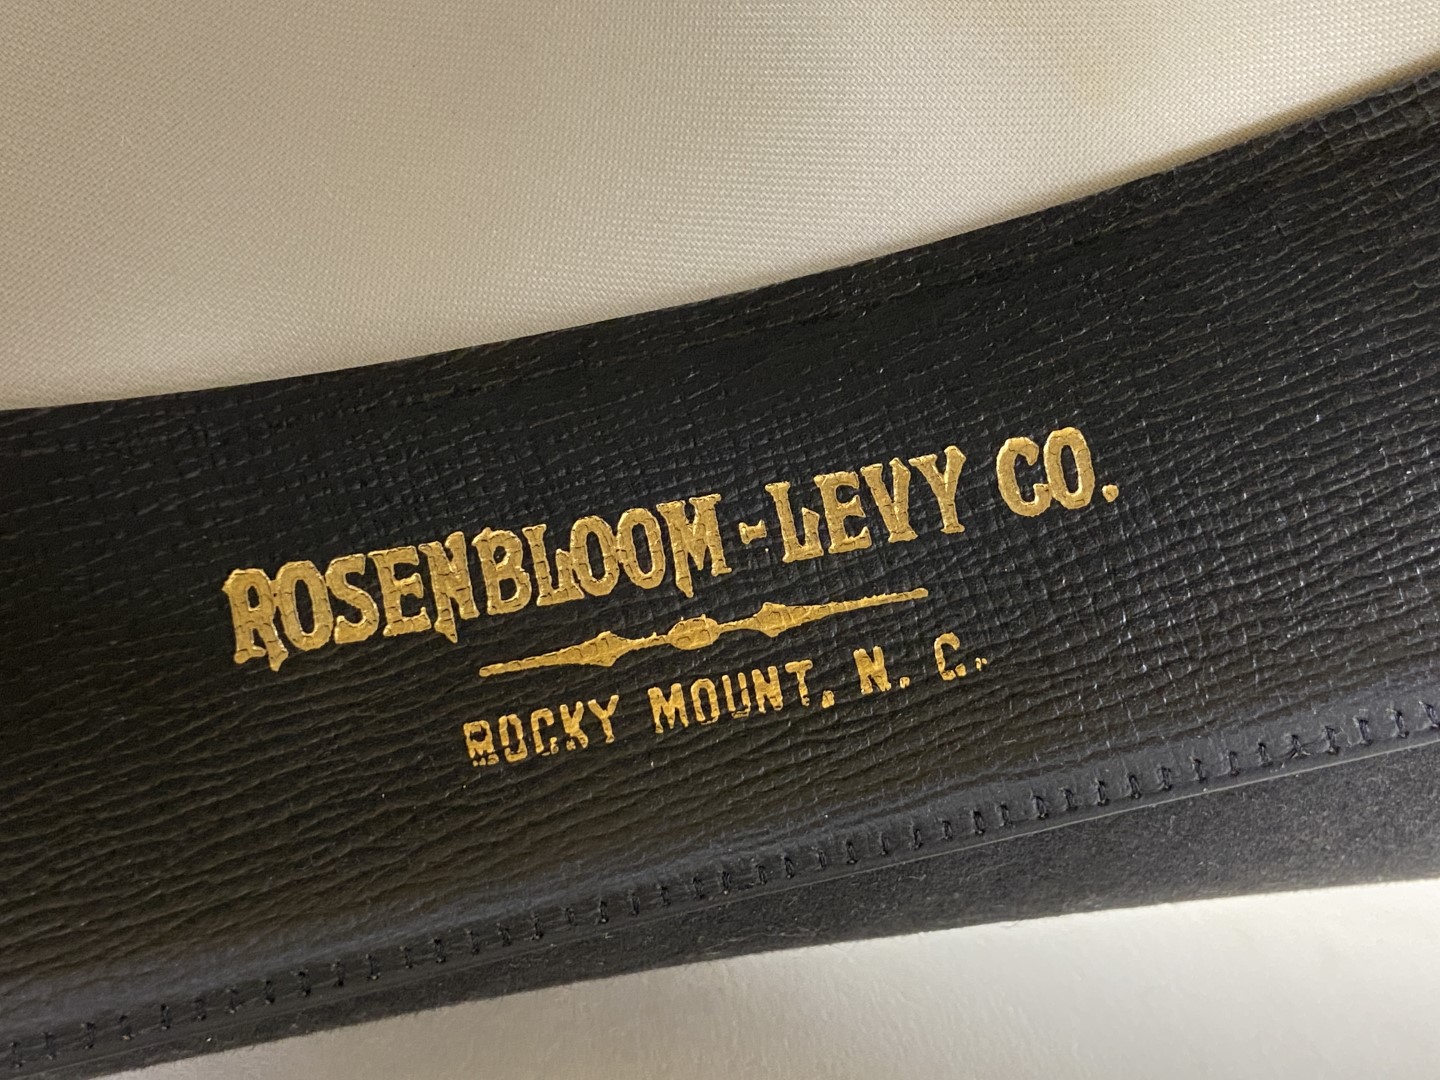 ROSENBLOOM-LEVY CO.
ROCKY MOUNT, N. C.